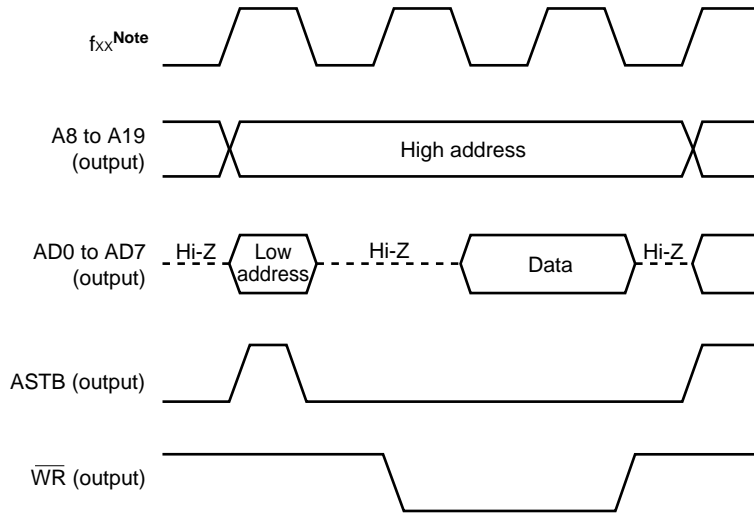 fxxNote
A8 to A19
(output)
High address
AD0 to AD7
(output)
Hi-Z
Low
address
Hi-Z
Data
Hi-Z
ASTB (output)
WR (output)